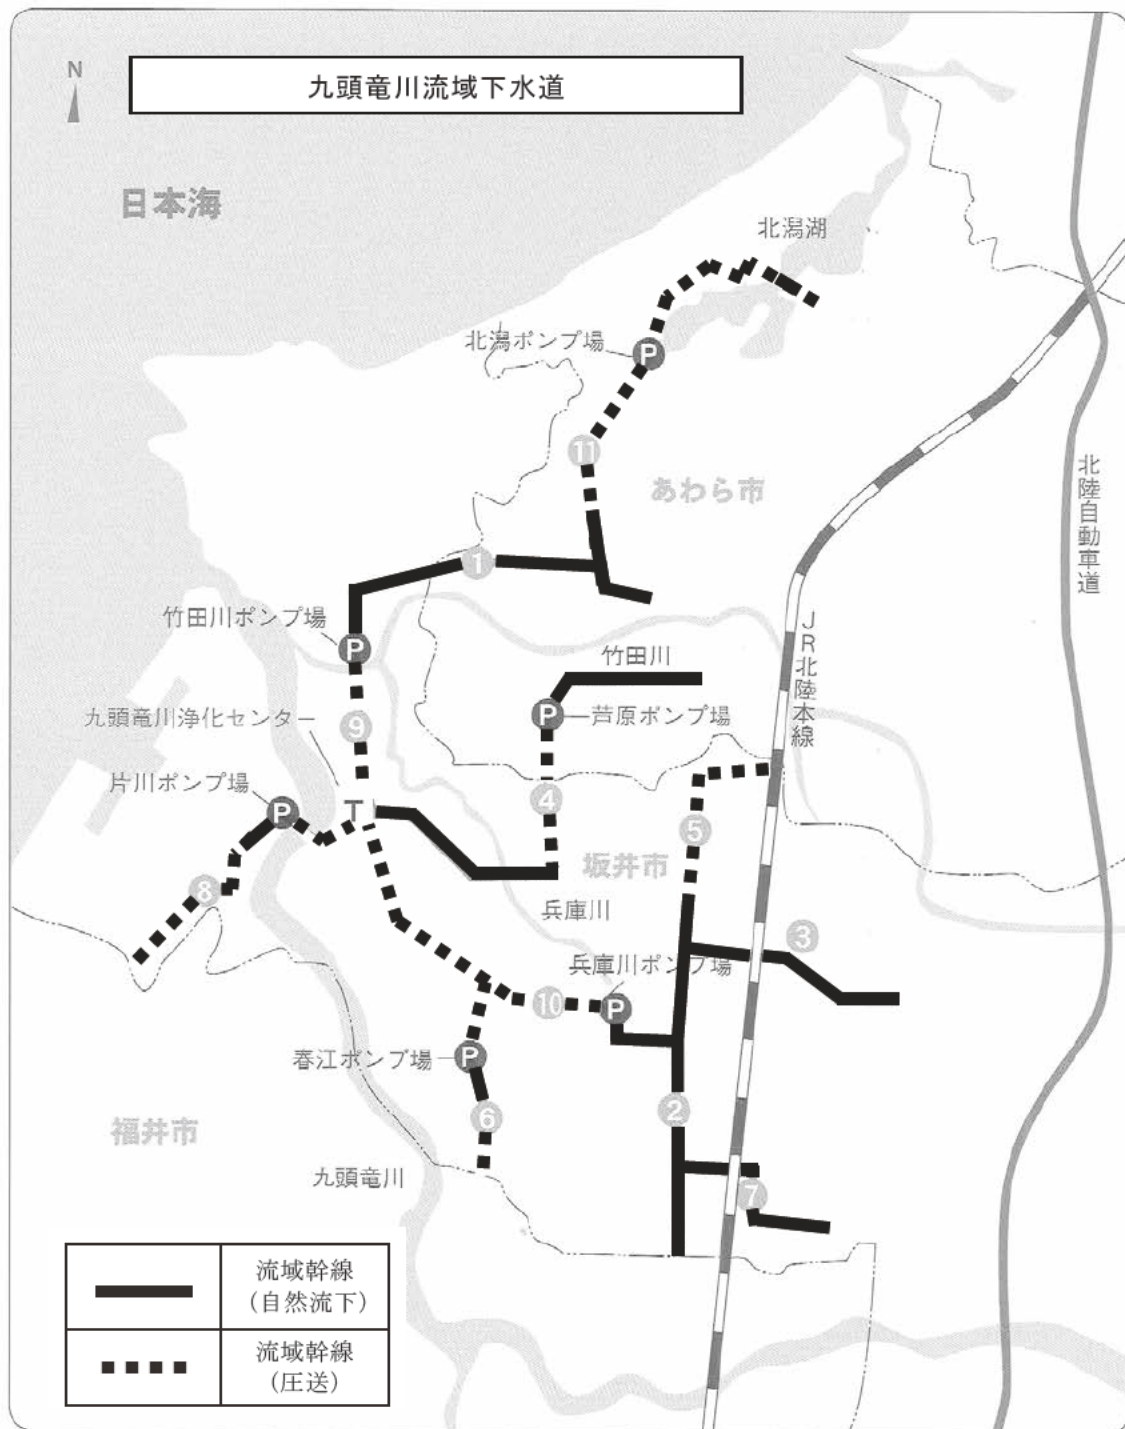 九頭竜川流域下水道
N
日本海
北潟湖
北潟ポンプ場
P
11
あわら市
北陸自動車道
1
竹田川ポンプ場
P
JR北陸本線
竹田川
九頭竜川浄化センター
9
P
芦原ポンプ場
片川ポンプ場
P
T
4
5
坂井市
8
兵庫川
3
兵庫川ポンプ場
10
P
春江ポンプ場
P
6
2
福井市
九頭竜川
7
流域幹線
(自然流下)
流域幹線
(圧送)